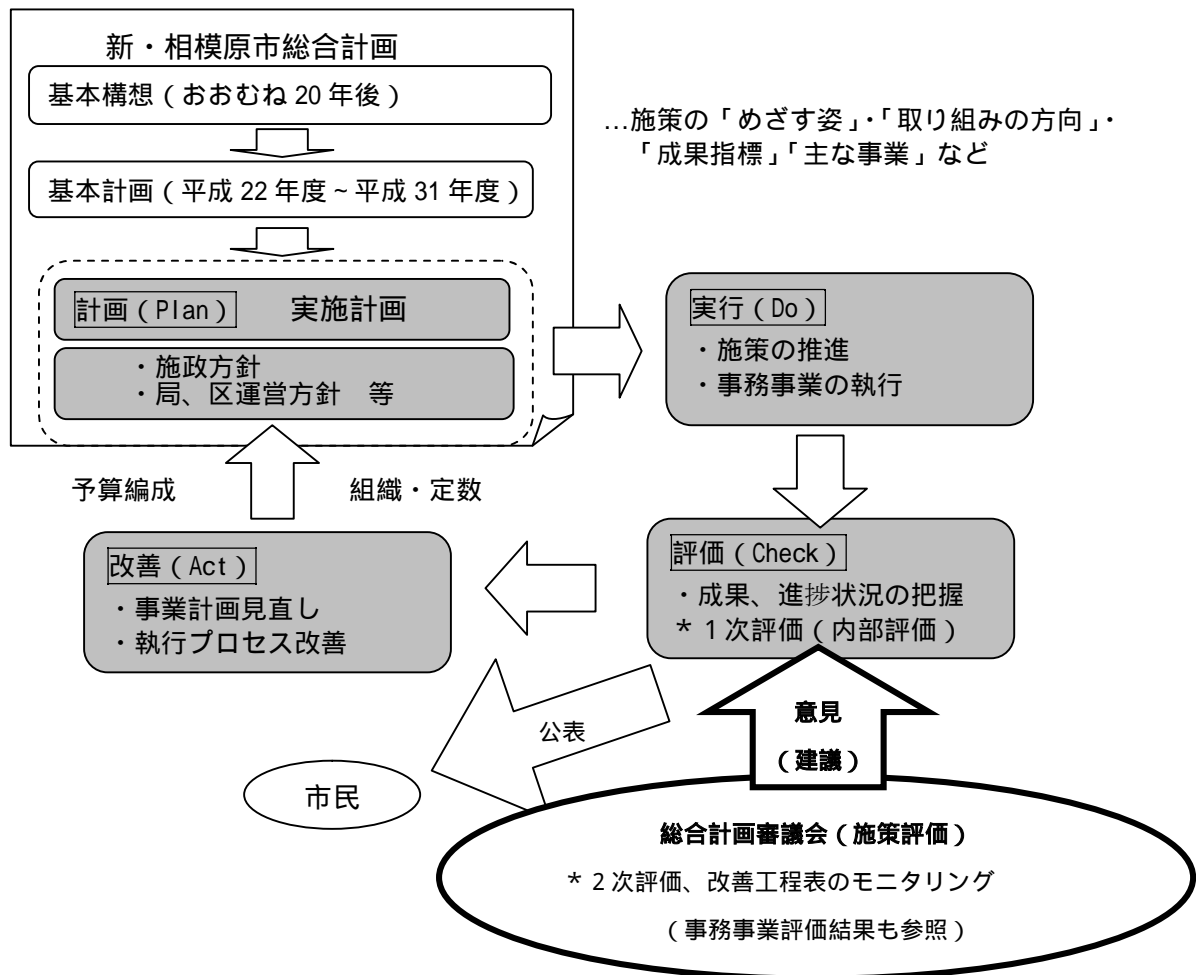 新・相模原市総合計画
基本構想（おおむね 20 年後）
…施策の「めざす姿」・「取り組みの方向」・
「成果指標」「主な事業」など
基本計画（平成 22 年度～平成 31 年度）
計画（Plan） 実施計画
・施政方針
・局、区運営方針 等
実行（Do）
・施策の推進
・事務事業の執行
予算編成 組織・定数
改善（Act）
・事業計画見直し
・執行プロセス改善
評価（Check）
・成果、進捗状況の把握
＊１次評価（内部評価）
意見
（建議）
公表
市民
総合計画審議会（施策評価）
＊２次評価、改善工程表のモニタリング
（事務事業評価結果も参照）